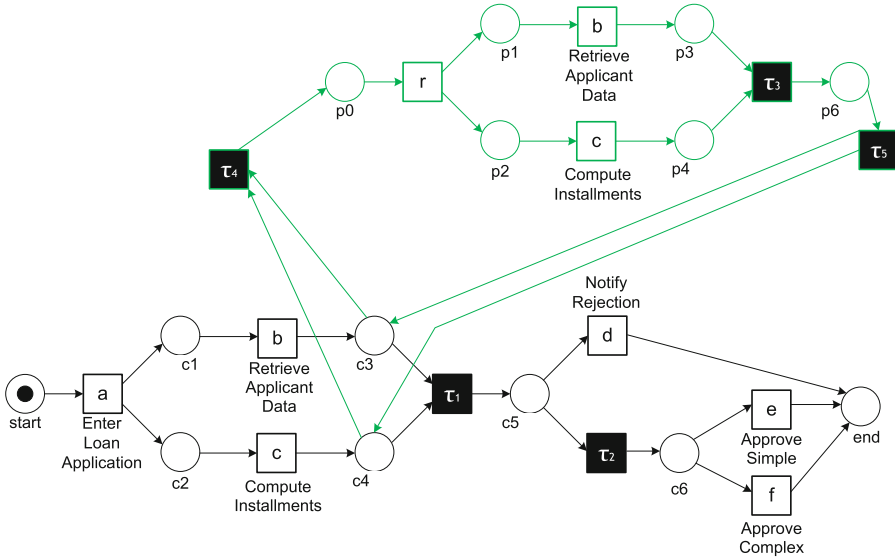 b
p1
p3
Retrieve
Applicant
Data
r
p0
τ3
p6
c
p2
p4
Compute
Installments
τ4
τ5
Notify
Rejection
b
d
c1
c3
Retrieve
Applicant
Data
a
τ1
start
c5
e
end
Enter
Loan
Application
Approve
Simple
c
c2
c4
τ2
c6
Compute
Installments
f
Approve
Complex